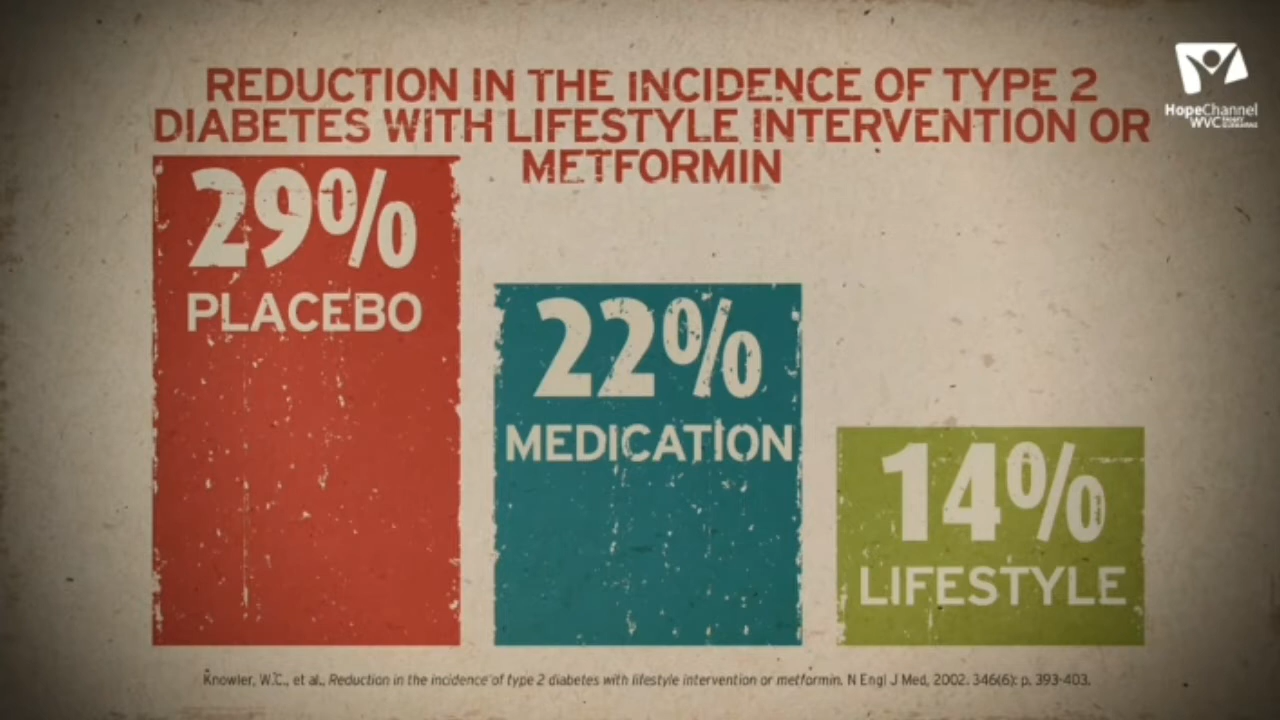 REDUCTION IN THE INCIDENCE OF TYPE 2
DIABETES WITH LIFESTYLE INTERVENTION OR
METFORMIN
HopeChannel
WVC
29%
PLACEBO
22%
MEDICATION
14%
LIFESTYLE
Knowler, W.C., et al., Reduction in the incidence of type 2 diabetes with lifestyle intervention or metformin. N Engl J Med, 2002. 346(6): p. 393-403.